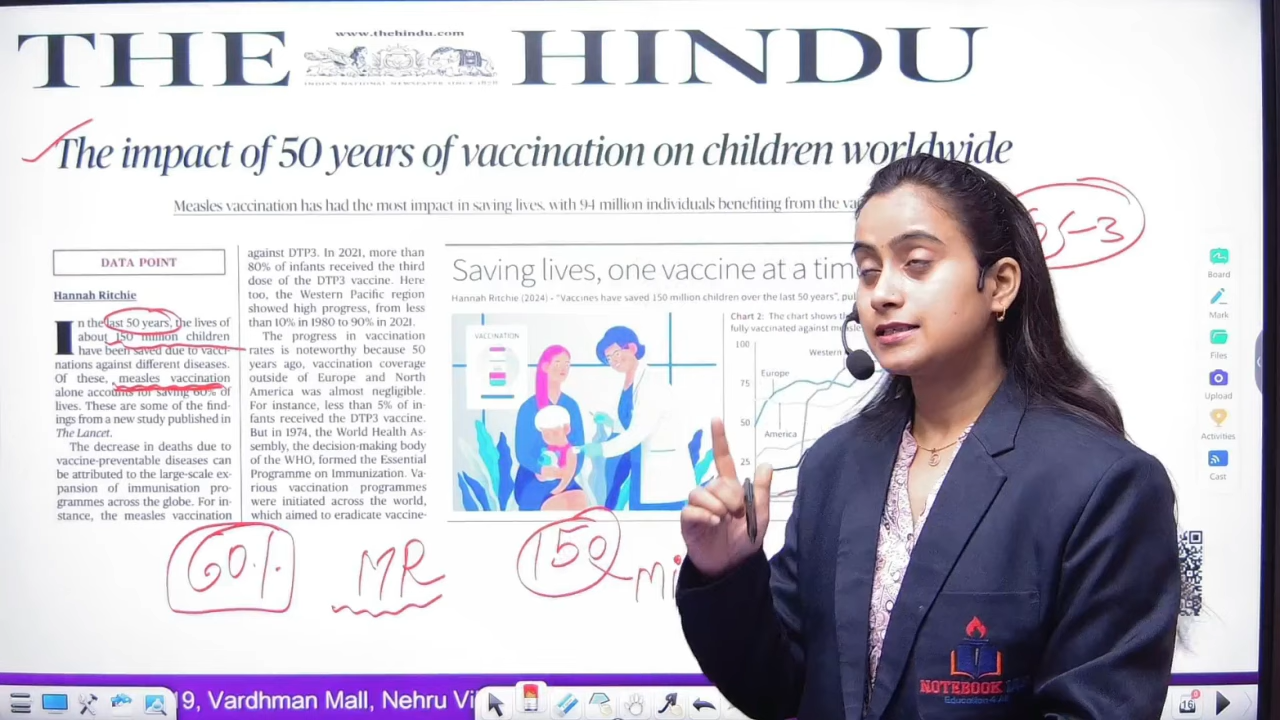 THE HINDU
www.thehindu.com
INDIA'S NATIONAL NEWSPAPER SINCE 1878
The impact of 50 years of vaccination on children worldwide
Measles vaccination has had the most impact in saving lives, with 94 million individuals benefiting from the
DATA POINT
Hannah Ritchie
In the last 50 years, the lives of
about 150 million children
have been saved due to vacci-
nations against different diseases.
Of these, measles vaccination
alone accounts for saving 60% of
lives. These are some of the find-
ings from a new study published in
The Lancet.
The decrease in deaths due to
vaccine-preventable diseases can
be attributed to the large-scale ex-
pansion of immunisation pro-
grammes across the globe. For in-
stance, the measles vaccination
against DTP3. In 2021, more than
80% of infants received the third
dose of the DTP3 vaccine. Here
too, the Western Pacific region
showed high progress, from less
than 10% in 1980 to 90% in 2021.
The progress in vaccination
rates is noteworthy because 50
years ago, vaccination coverage
outside of Europe and North
America was almost negligible.
For instance, less than 5% of in-
fants received the DTP3 vaccine.
But in 1974, the World Health As-
sembly, the decision-making body
of the WHO, formed the Essential
Programme on Immunization. Va-
rious vaccination programmes
were initiated across the world,
which aimed to eradicate vaccine-
Saving lives, one vaccine at a tim
Hannah Ritchie (2024) - "Vaccines have saved 150 million children over the last 50 years", pu
VACCINATION
Chart 2: The chart shows t
fully vaccinated against measle
100
Western
Europe
75
50
America
25
60%
MR
150
Mi
S-3
Board
Mark
Files
Upload
Activities
Cast
NOTEBOOK
Education 4 All
9, Vardhman Mall, Nehru Vi
16